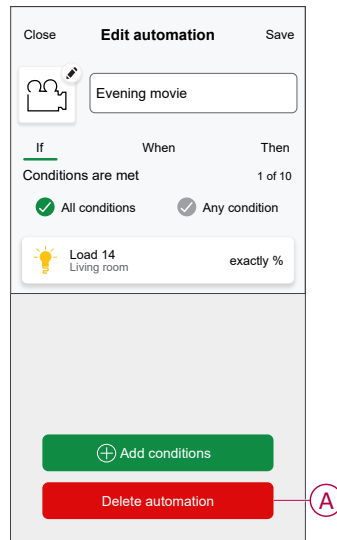 Close Edit automation Save
Evening movie
If When Then
Conditions are met 1 of 10
All conditions Any condition
Load 14
Living room
exactly %
Add conditions
Delete automation
A